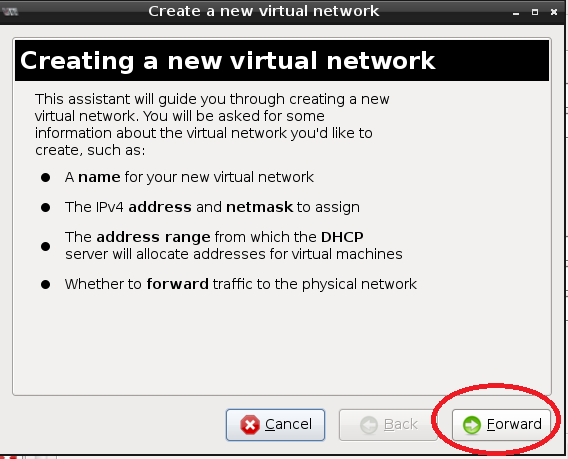 Create a new virtual network
Creating a new virtual network
This assistant will guide you through creating a new
virtual network. You will be asked for some
information about the virtual network you'd like to
create, such as:
A name for your new virtual network
The IPv4 address and netmask to assign
The address range from which the DHCP
server will allocate addresses for virtual machines
Whether to forward traffic to the physical network
Cancel
Back
Forward